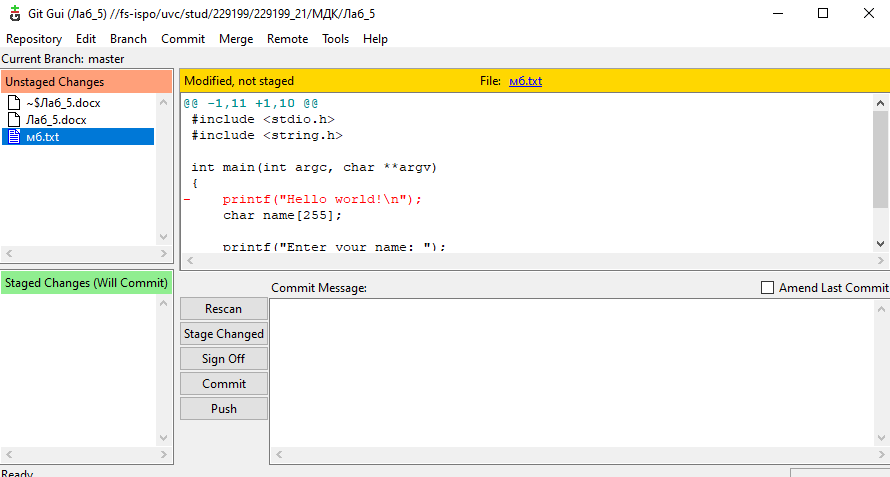 Git Gui (Лаб_5) //fs-ispo/uvc/stud/229199/229199_21/МДК/Лаб_5
Repository Edit Branch Commit Merge Remote Tools Help
Current Branch: master
Unstaged Changes
~$Лаб_5.docx
Лаб_5.docx
мб.txt
Modified, not staged File: мб.txt
@@ -1,11 +1,10 @@
#include <stdio.h>
#include <string.h>
int main(int argc, char **argv)
{
- printf("Hello world!\n");
char name[255];
printf("Enter your name: ");
Staged Changes (Will Commit)
Rescan
Stage Changed
Sign Off
Commit
Push
Commit Message:
Amend Last Commit
Ready